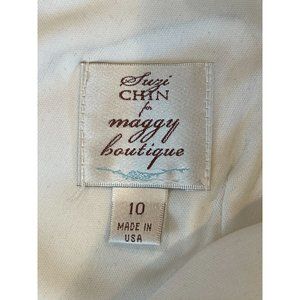 Suzi
CHIN
for
maggy
boutique
10
MADE IN
USA